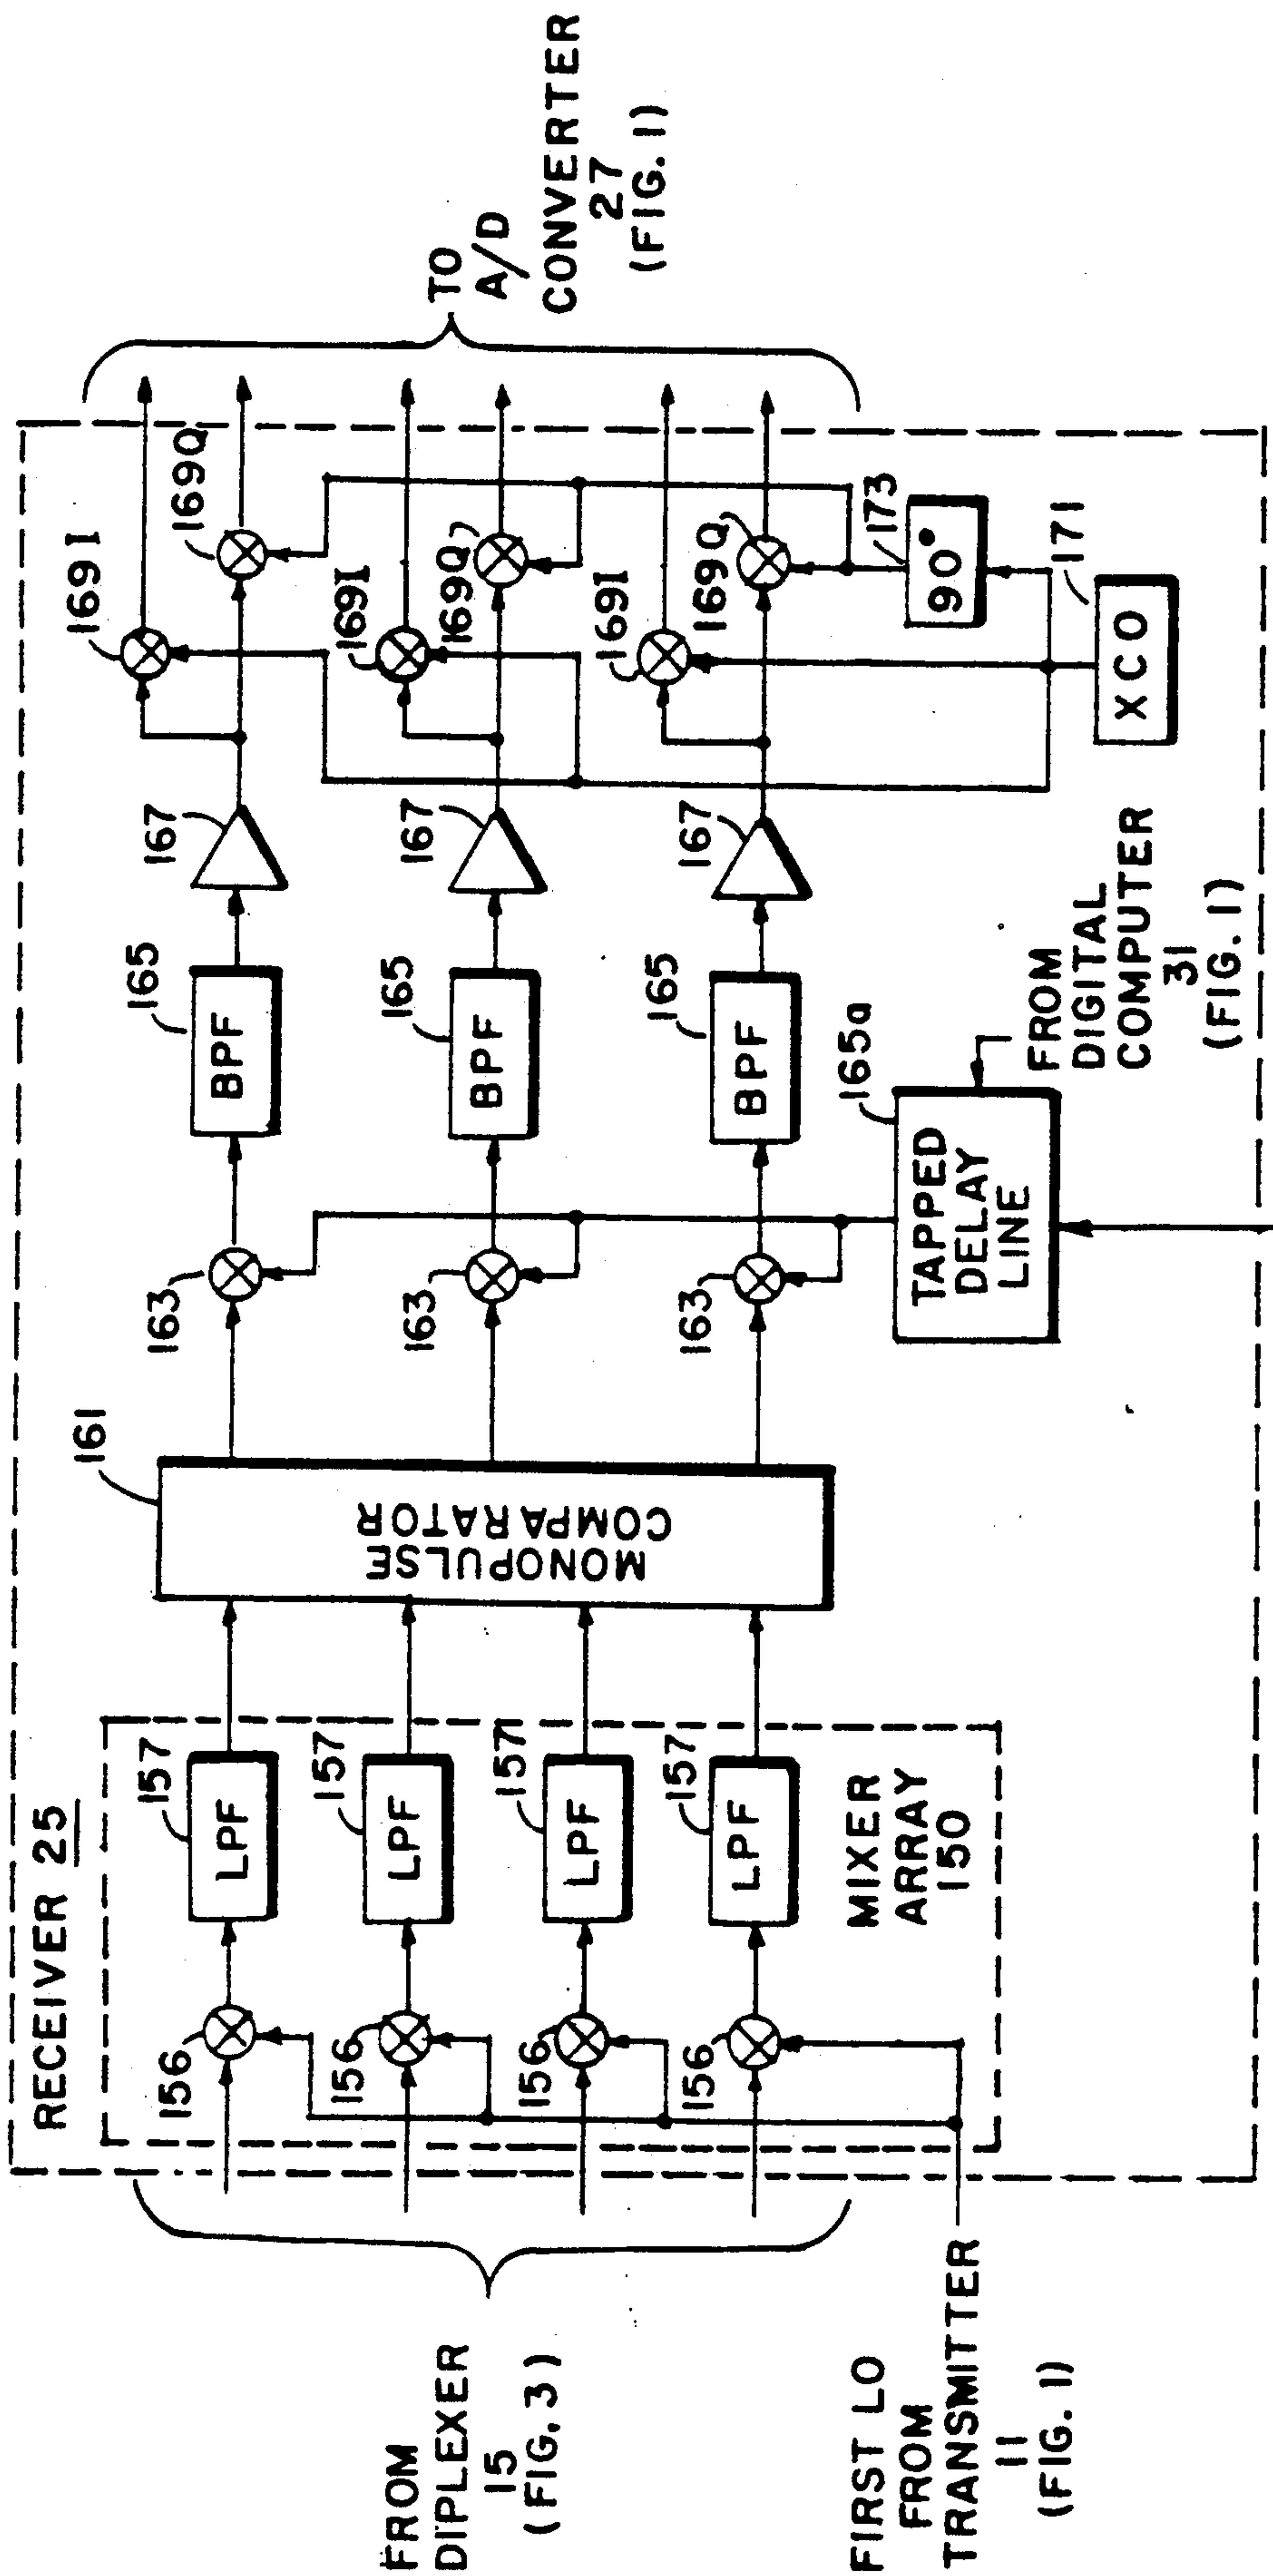 RECEIVER 25
FROM
DIPLEXER
15
(FIG. 3)
FIRST LO
FROM
TRANSMITTER
11
(FIG. 1)
156
156
156
156
LPF
157
LPF
157
LPF
157
LPF
157
MIXER
ARRAY
150
161
MONOPULSE
COMPARATOR
163
163
163
BPF
165
BPF
165
BPF
165
TAPPED
DELAY
LINE
165a
FROM
DIGITAL
COMPUTER
31
(FIG. 1)
167
167
167
169I
169Q
169I
169Q
169I
169Q
90°
173
XCO
171
TO
A/D
CONVERTER
27
(FIG. 1)